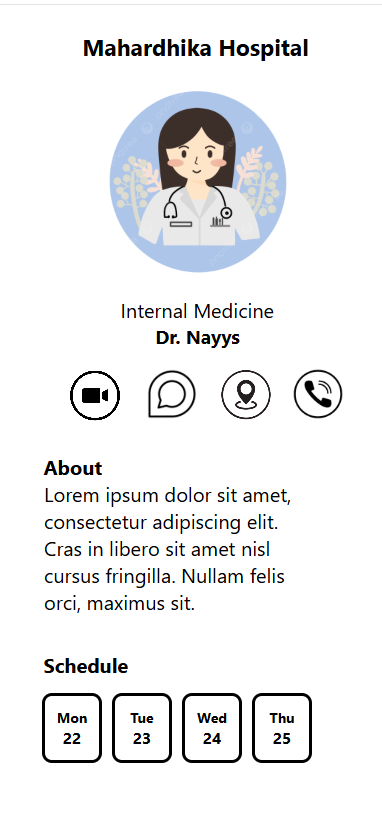 Mahardhika Hospital
Internal Medicine
Dr. Nayys
About
Lorem ipsum dolor sit amet,
consectetur adipiscing elit.
Cras in libero sit amet nisl
cursus fringilla. Nullam felis
orci, maximus sit.
Schedule
Mon Tue Wed Thu
22 23 24 25